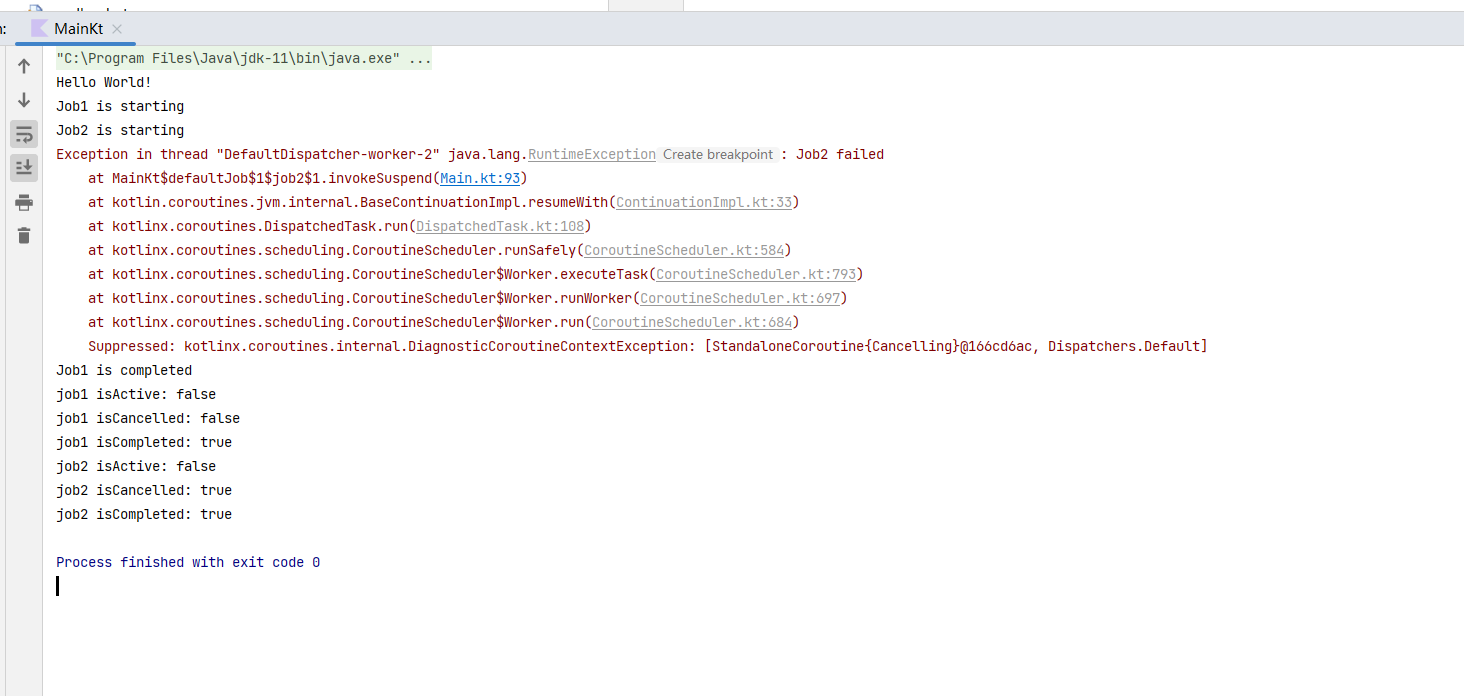 MainKt
"C:\Program Files\Java\jdk-11\bin\java.exe" ...
Hello World!
Job1 is starting
Job2 is starting
Exception in thread "DefaultDispatcher-worker-2" java.lang.RuntimeException Create breakpoint : Job2 failed
    at MainKt$defaultJob$1$job2$1.invokeSuspend(Main.kt:93)
    at kotlin.coroutines.jvm.internal.BaseContinuationImpl.resumeWith(ContinuationImpl.kt:33)
    at kotlinx.coroutines.DispatchedTask.run(DispatchedTask.kt:108)
    at kotlinx.coroutines.scheduling.CoroutineScheduler.runSafely(CoroutineScheduler.kt:584)
    at kotlinx.coroutines.scheduling.CoroutineScheduler$Worker.executeTask(CoroutineScheduler.kt:793)
    at kotlinx.coroutines.scheduling.CoroutineScheduler$Worker.runWorker(CoroutineScheduler.kt:697)
    at kotlinx.coroutines.scheduling.CoroutineScheduler$Worker.run(CoroutineScheduler.kt:684)
    Suppressed: kotlinx.coroutines.internal.DiagnosticCoroutineContextException: [StandaloneCoroutine{Cancelling}@166cd6ac, Dispatchers.Default]
Job1 is completed
job1 isActive: false
job1 isCancelled: false
job1 isCompleted: true
job2 isActive: false
job2 isCancelled: true
job2 isCompleted: true
Process finished with exit code 0